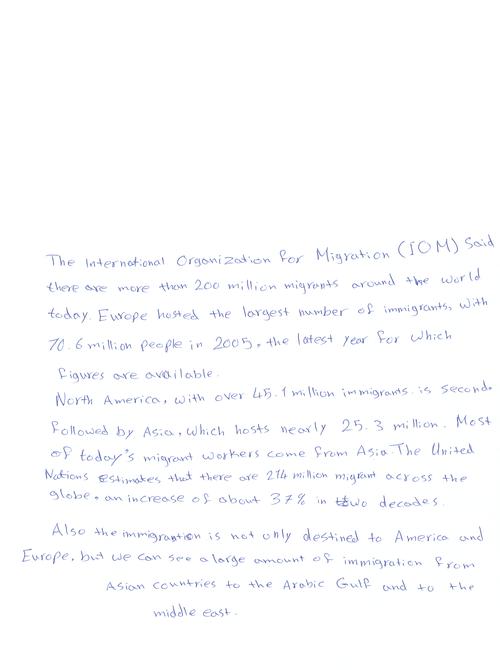 The International Organization for Migration (IOM) Said
there are more than 200 million migrants around the world
today. Europe hosted the largest number of immigrants, with
70.6 million people in 2005, the latest year for which
figures are available.
North America, with over 45.1 million immigrants, is second,
followed by Asia, which hosts nearly 25.3 million. Most
of today's migrant workers come from Asia. The United
Nations estimates that there are 214 million migrant across the
globe, an increase of about 37% in two decades.
Also the immigrantion is not only destined to America and
Europe, but we can see a large amount of immigration from
Asian countries to the Arabic Gulf and to the
middle east.